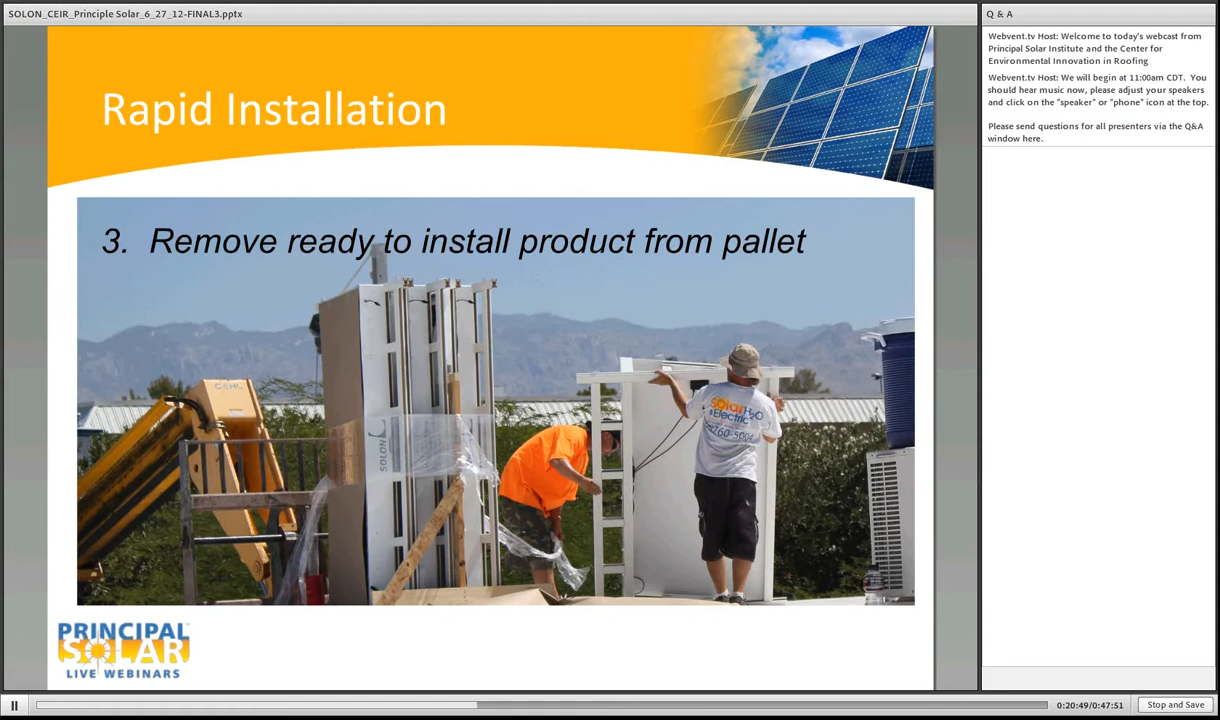 SOLON_CEIR_Principle Solar_6_27_12-FINAL3.pptx
Rapid Installation
3. Remove ready to install product from pallet
SOLON
Solar H2O
Electric
PRINCIPAL
SOLAR
LIVE WEBINARS
Q & A
Webvent.tv Host: Welcome to today's webcast from
Principal Solar Institute and the Center for
Environmental Innovation in Roofing
Webvent.tv Host: We will begin at 11:00am CDT. You
should hear music now, please adjust your speakers
and click on the "speaker" or "phone" icon at the top.
Please send questions for all presenters via the Q&A
window here.
0:20:49/0:47:51
Stop and Save